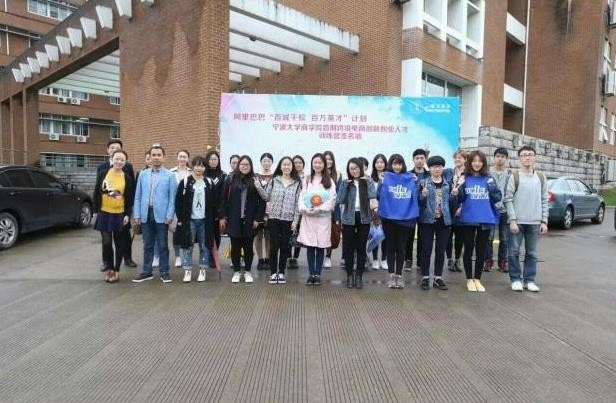 阿里巴巴“百城千校 百万英才”计划
宁波大学商学院首期跨境电商创新创业人才
训练营签名墙